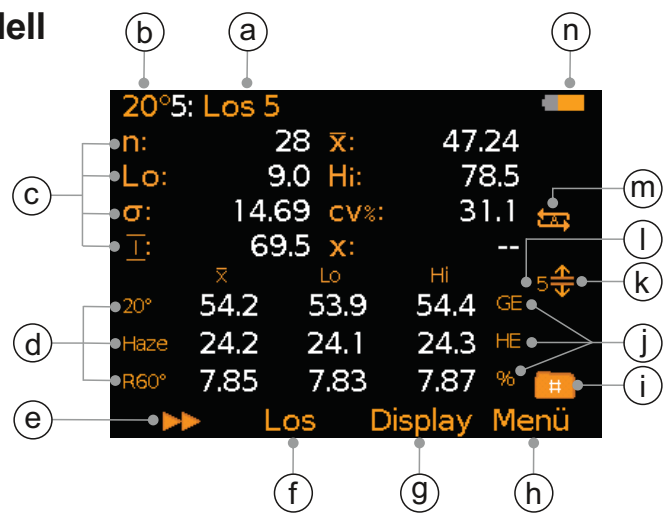 dell
b a n
20°5: Los 5
n: 28 x̅: 47.24
Lo: 9.0 Hi: 78.5
c m
σ: 14.69 cv%: 31.1 A
I: 69.5 x: -- l
x̅ Lo Hi 5 k
20° 54.2 53.9 54.4 GE
d Haze 24.2 24.1 24.3 HE j
R60° 7.85 7.83 7.87 % # i
e Los Display Menü
f g h